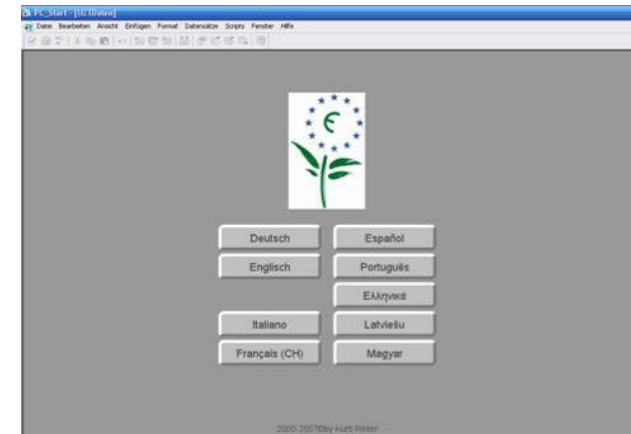 PC_Start - [UZ1Daten]
Datei Bearbeiten Ansicht Einfügen Format Datensätze Scripts Fenster Hilfe
Deutsch Español
Englisch Português
Ελληνικά
Italiano Latviešu
Français (CH) Magyar
2000-2007©by Kurt Reiter